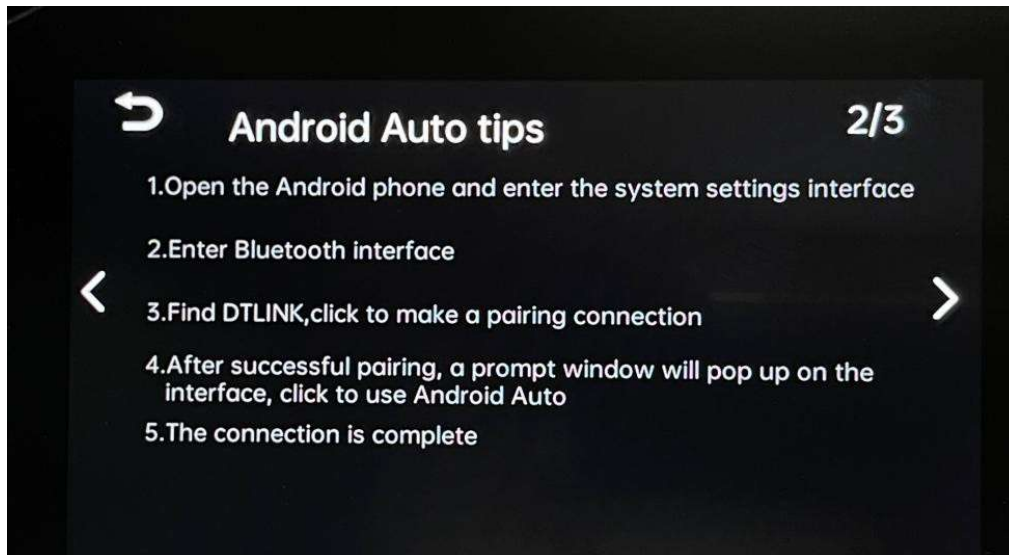 Android Auto tips
2/3
1.Open the Android phone and enter the system settings interface
2.Enter Bluetooth interface
3.Find DTLINK,click to make a pairing connection
4.After successful pairing, a prompt window will pop up on the
interface, click to use Android Auto
5.The connection is complete